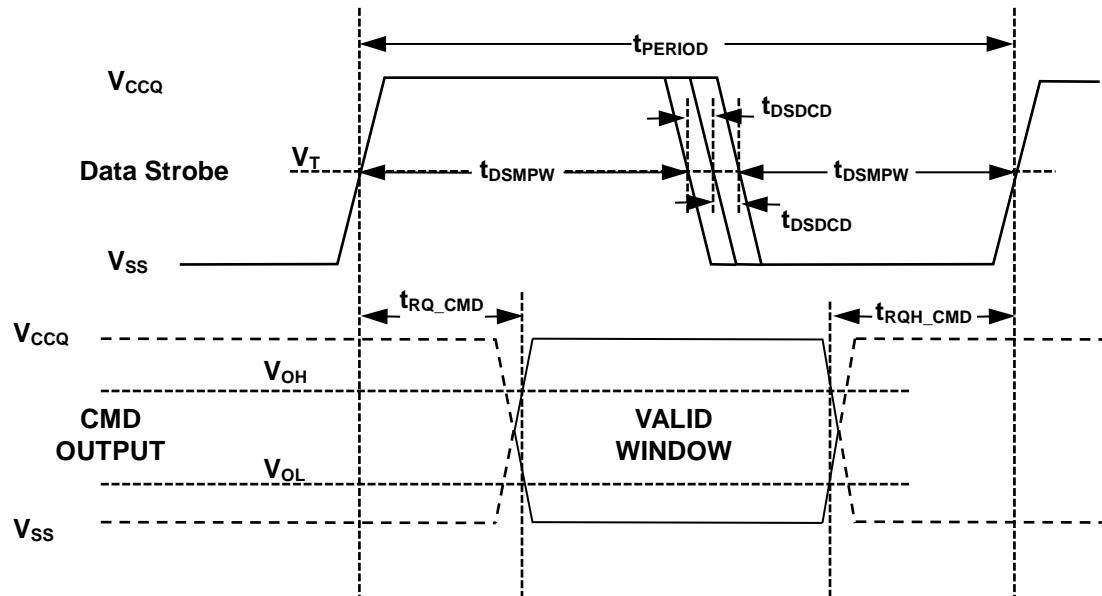 tPERIOD
VCCQ
tDSDCD
VT
Data Strobe
tDSMPW
tDSMPW
tDSDCD
VSS
tRQ_CMD
tRQH_CMD
VCCQ
VOH
CMD
OUTPUT
VALID
WINDOW
VOL
VSS